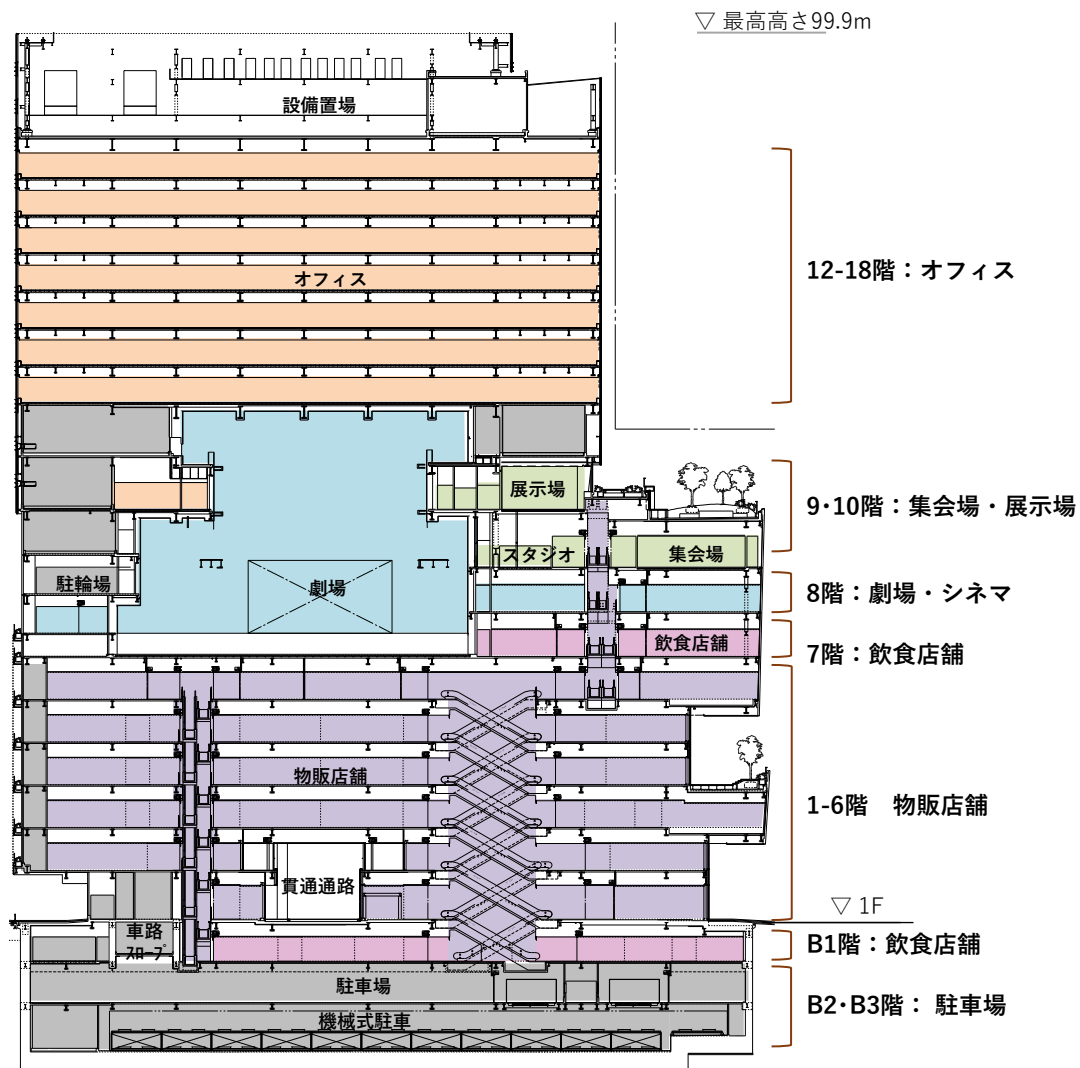 ▽ 最高高さ99.9m
設備置場
オフィス
12-18階：オフィス
展示場
9・10階：集会場・展示場
スタジオ
集会場
駐輪場
劇場
8階：劇場・シネマ
飲食店舗
7階：飲食店舗
物販店舗
1-6階　物販店舗
貫通通路
▽ 1F
車路
ｽﾛｰﾌﾟ
B1階：飲食店舗
駐車場
B2・B3階： 駐車場
機械式駐車